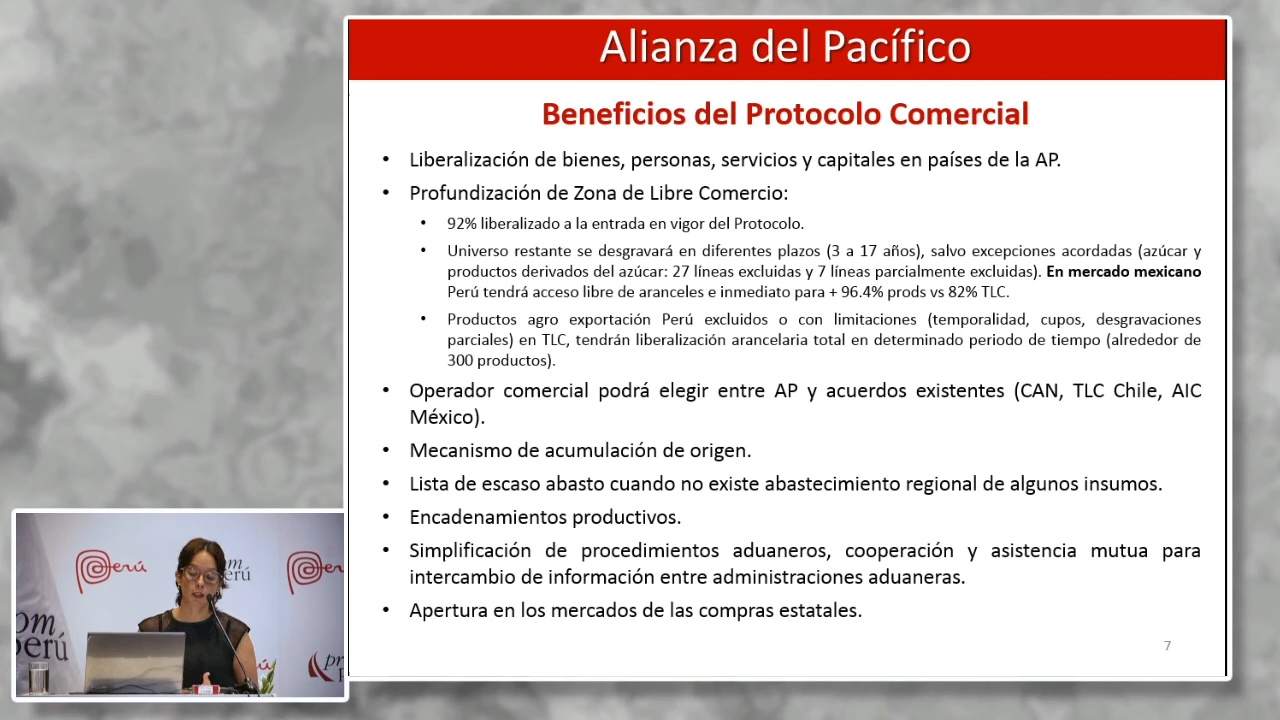 Alianza del Pacífico
Beneficios del Protocolo Comercial
• Liberalización de bienes, personas, servicios y capitales en países de la AP.
• Profundización de Zona de Libre Comercio:
• 92% liberalizado a la entrada en vigor del Protocolo.
• Universo restante se desgravará en diferentes plazos (3 a 17 años), salvo excepciones acordadas (azúcar y
productos derivados del azúcar: 27 líneas excluidas y 7 líneas parcialmente excluidas). En mercado mexicano
Perú tendrá acceso libre de aranceles e inmediato para + 96.4% prods vs 82% TLC.
• Productos agro exportación Perú excluidos o con limitaciones (temporalidad, cupos, desgravaciones
parciales) en TLC, tendrán liberalización arancelaria total en determinado periodo de tiempo (alrededor de
300 productos).
• Operador comercial podrá elegir entre AP y acuerdos existentes (CAN, TLC Chile, AIC
México).
• Mecanismo de acumulación de origen.
• Lista de escaso abasto cuando no existe abastecimiento regional de algunos insumos.
• Encadenamientos productivos.
• Simplificación de procedimientos aduaneros, cooperación y asistencia mutua para
intercambio de información entre administraciones aduaneras.
• Apertura en los mercados de las compras estatales.
7
Perú
Perú
om
perú